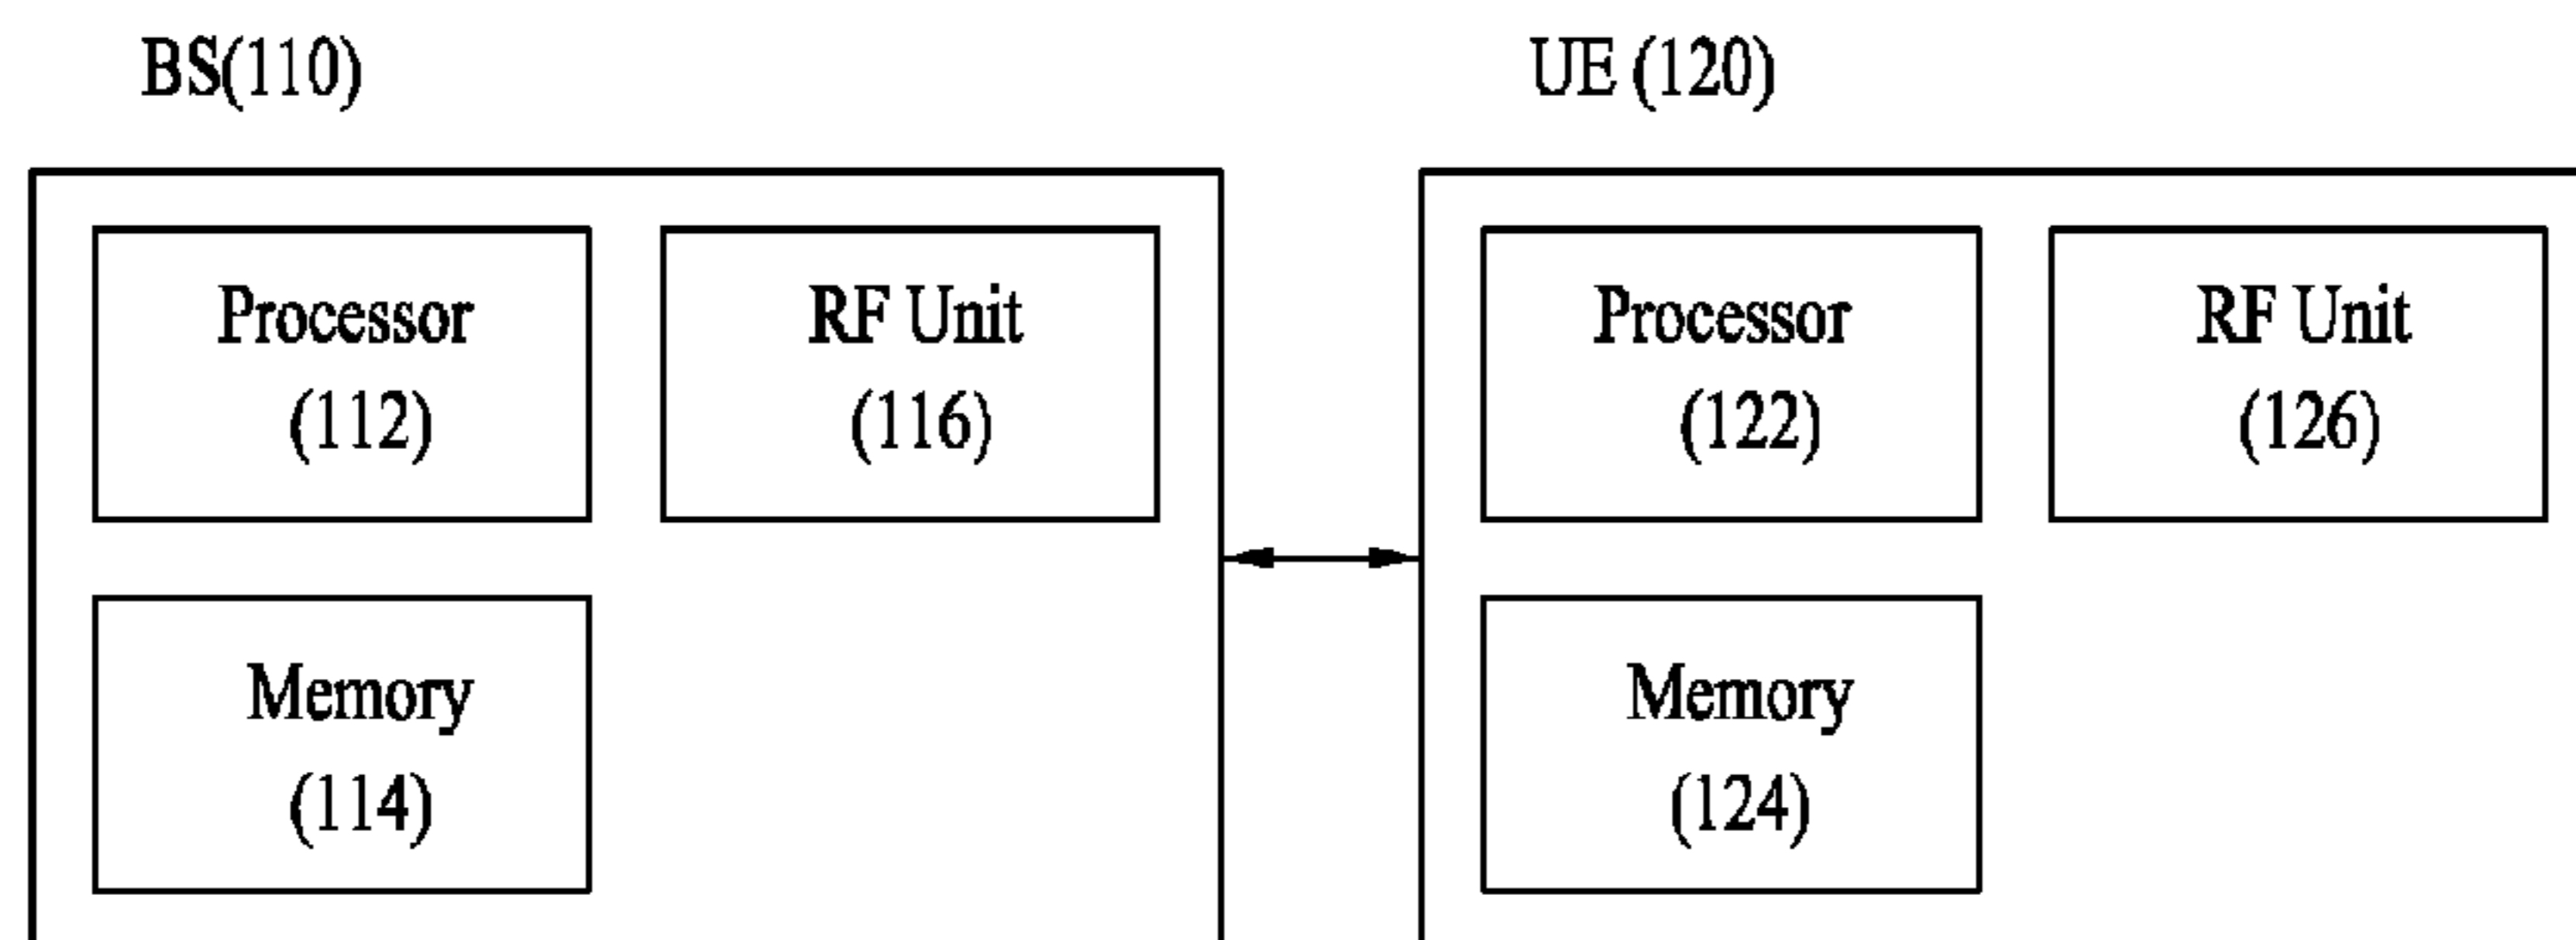 BS(110)
UE (120)
Processor
(112)
RF Unit
(116)
Processor
(122)
RF Unit
(126)
Memory
(114)
Memory
(124)